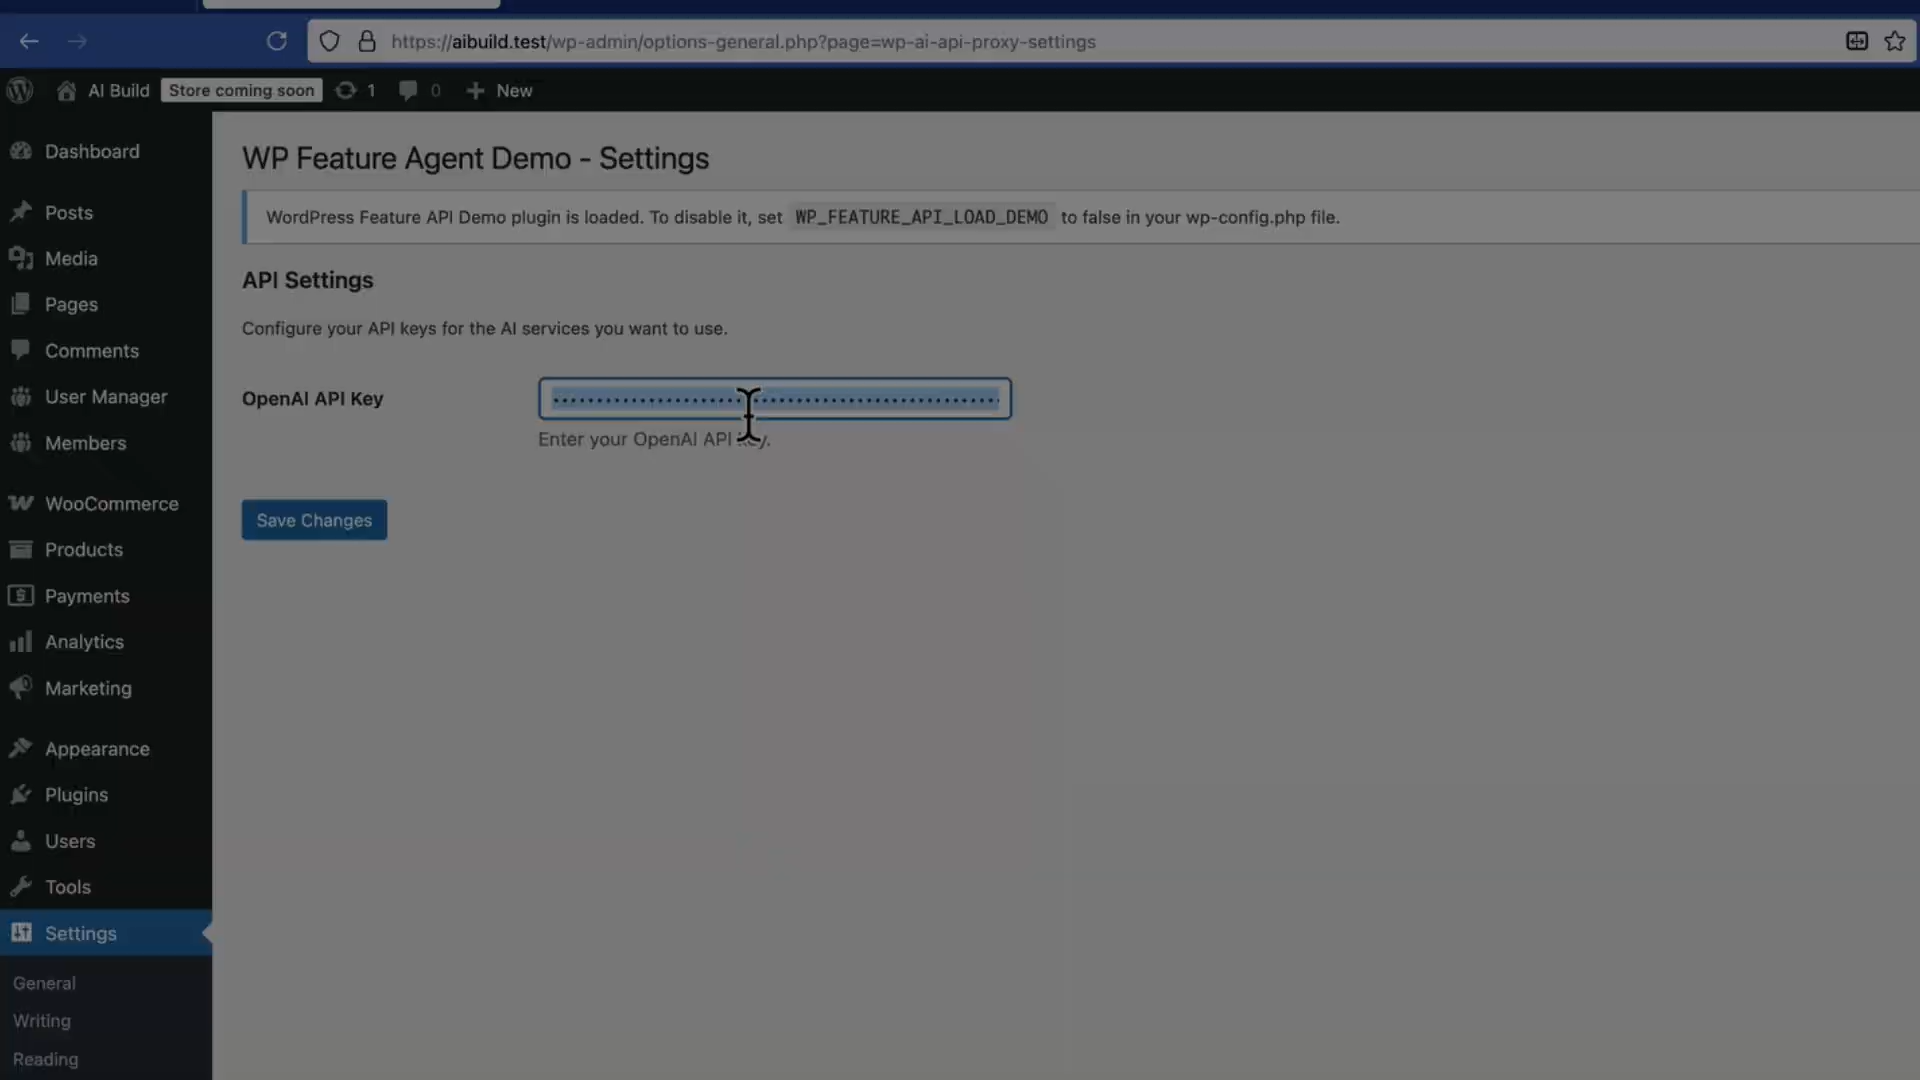 https://aibuild.test/wp-admin/options-general.php?page=wp-ai-api-proxy-settings
AI Build Store coming soon 1 0 New
Dashboard
Posts
Media
Pages
Comments
User Manager
Members
WooCommerce
Products
Payments
Analytics
Marketing
Appearance
Plugins
Users
Tools
Settings
General
Writing
Reading
WP Feature Agent Demo - Settings
WordPress Feature API Demo plugin is loaded. To disable it, set WP_FEATURE_API_LOAD_DEMO to false in your wp-config.php file.
API Settings
Configure your API keys for the AI services you want to use.
OpenAI API Key
Enter your OpenAI API key.
Save Changes